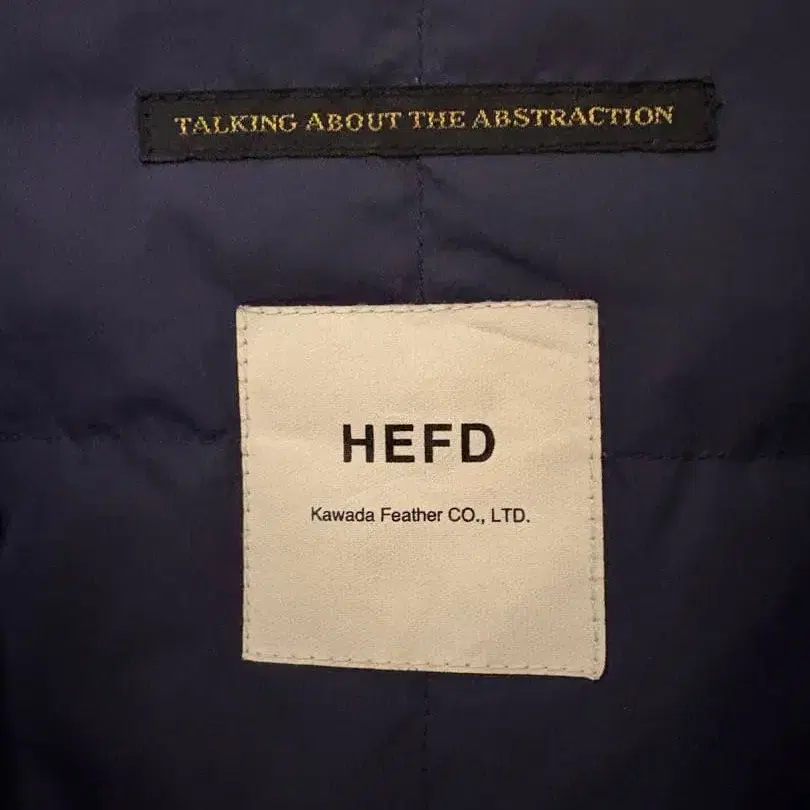 TALKING ABOUT THE ABSTRACTION
HEFD
Kawada Feather CO., LTD.